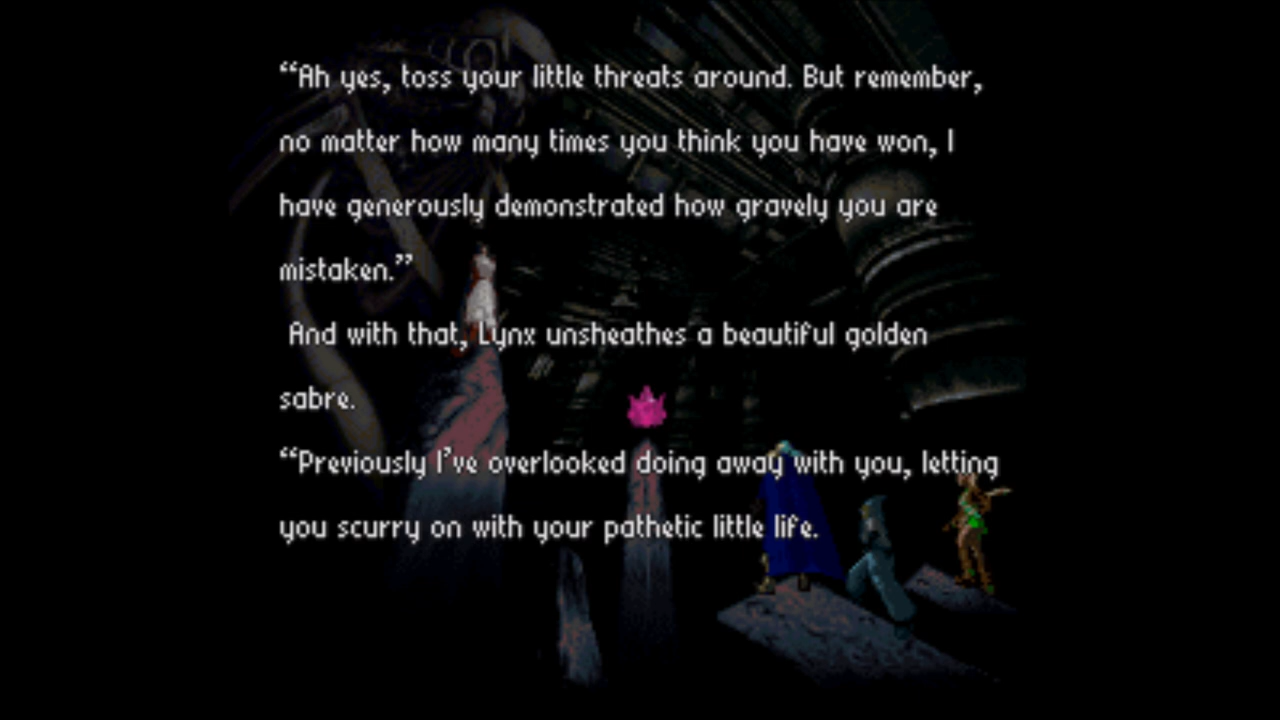 “Ah yes, toss your little threats around. But remember,
no matter how many times you think you have won, I
have generously demonstrated how gravely you are
mistaken.”
And with that, Lynx unsheathes a beautiful golden
sabre.
“Previously I’ve overlooked doing away with you, letting
you scurry on with your pathetic little life.